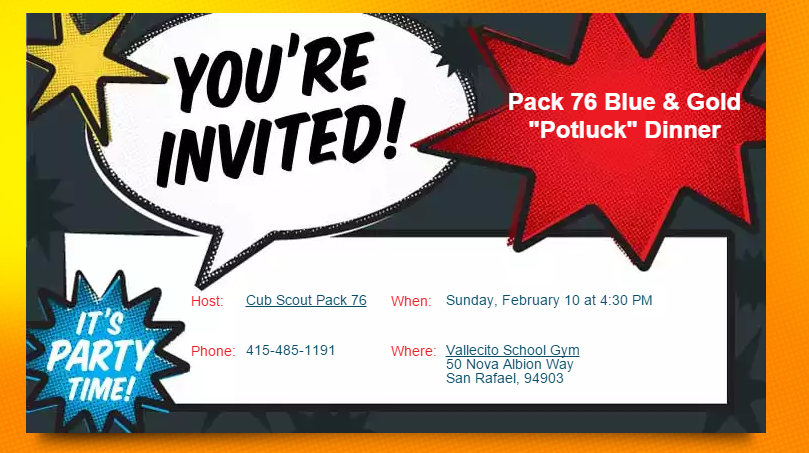 YOU'RE
INVITED!
Pack 76 Blue & Gold
"Potluck" Dinner
IT'S
PARTY
TIME!
Host: Cub Scout Pack 76 When: Sunday, February 10 at 4:30 PM
Phone: 415-485-1191 Where: Vallecito School Gym
50 Nova Albion Way
San Rafael, 94903